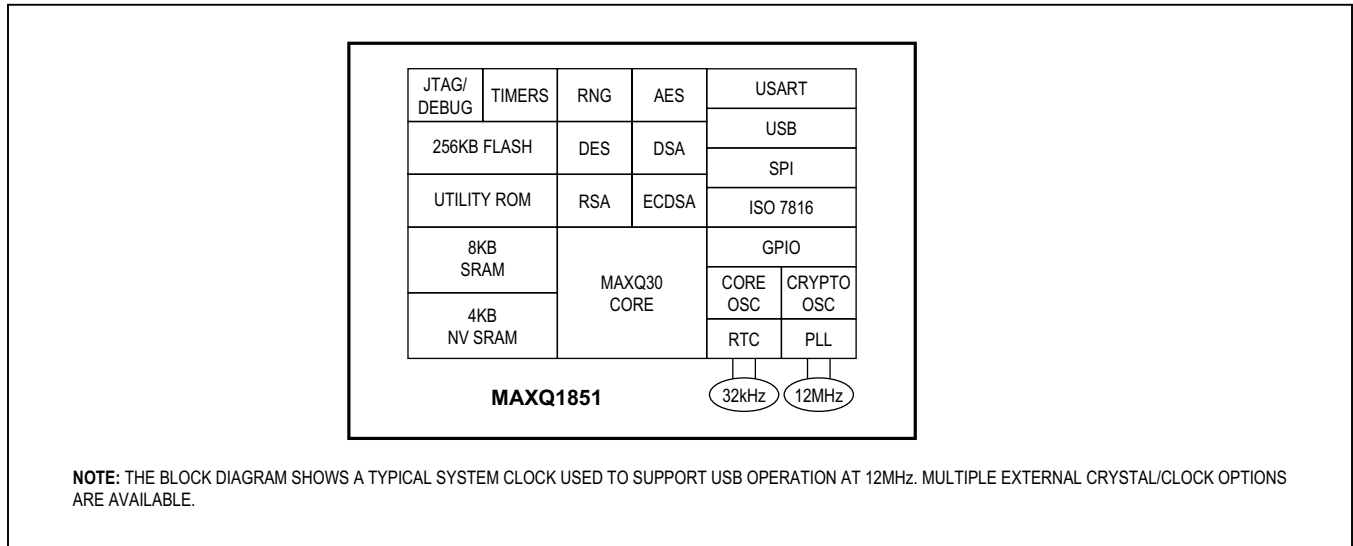 JTAG/
DEBUG
TIMERS
RNG
AES
USART
USB
256KB FLASH
DES
DSA
SPI
UTILITY ROM
RSA
ECDSA
ISO 7816
8KB
SRAM
MAXQ30
CORE
GPIO
CORE
OSC
CRYPTO
OSC
4KB
NV SRAM
RTC
PLL
MAXQ1851
32kHz
12MHz
NOTE: THE BLOCK DIAGRAM SHOWS A TYPICAL SYSTEM CLOCK USED TO SUPPORT USB OPERATION AT 12MHz. MULTIPLE EXTERNAL CRYSTAL/CLOCK OPTIONS
ARE AVAILABLE.